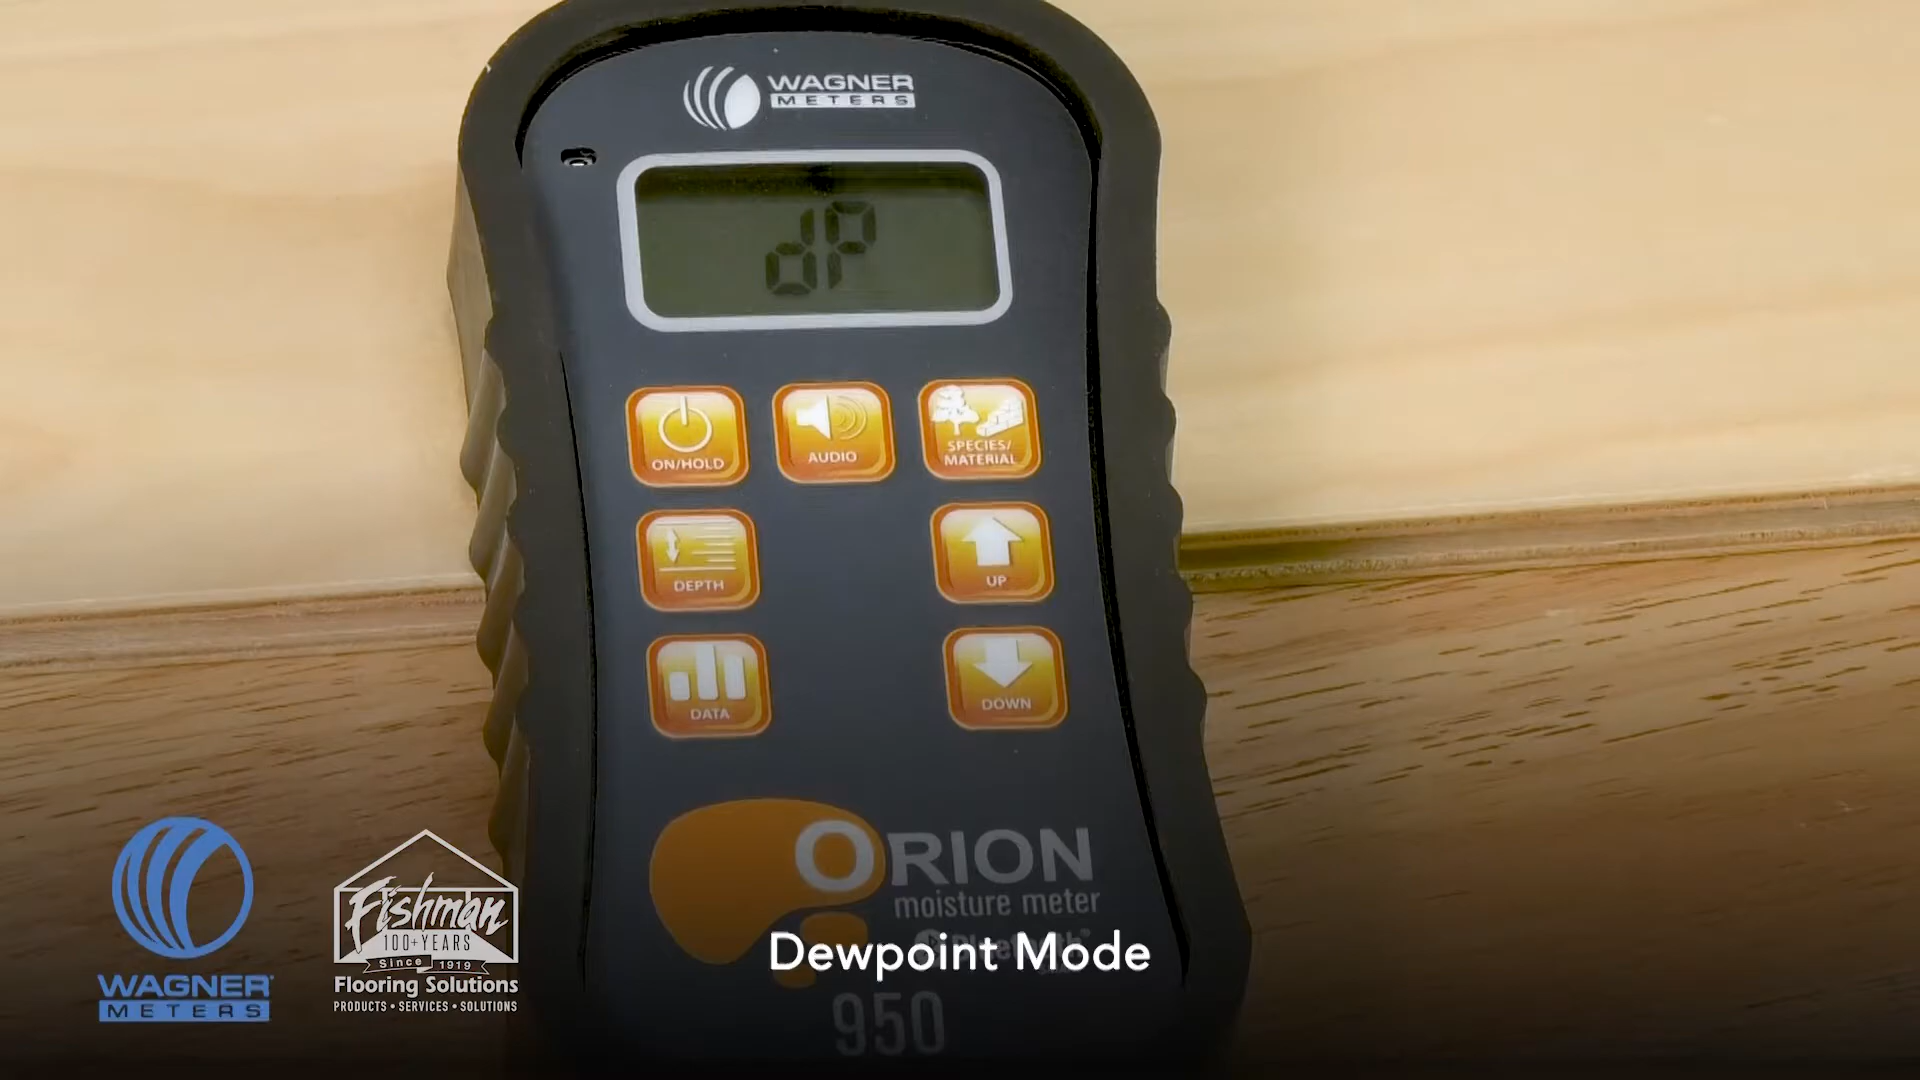 WAGNER
METERS
dP
ON/HOLD
AUDIO
SPECIES/
MATERIAL
DEPTH
UP
DATA
DOWN
ORION
moisture meter
950
Dewpoint Mode
WAGNER
METERS
Fishman
100+YEARS
Since 1919
Flooring Solutions
PRODUCTS • SERVICES • SOLUTIONS